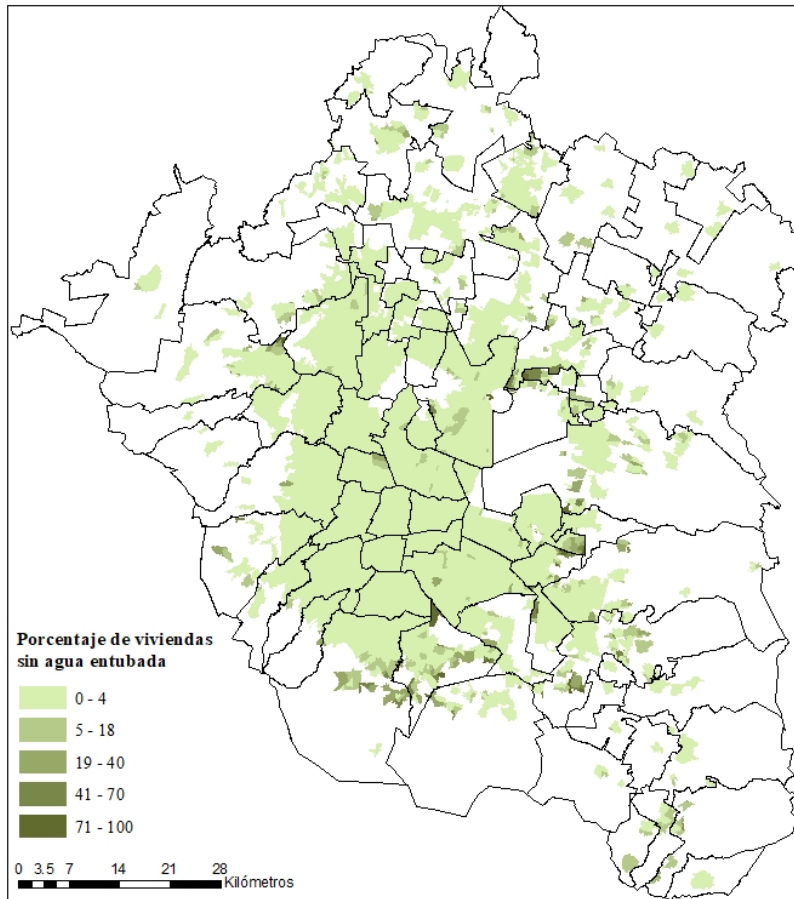 Porcentaje de viviendas
sin agua entubada
0 - 4
5 - 18
19 - 40
41 - 70
71 - 100
0 3.5 7 14 21 28
Kilómetros